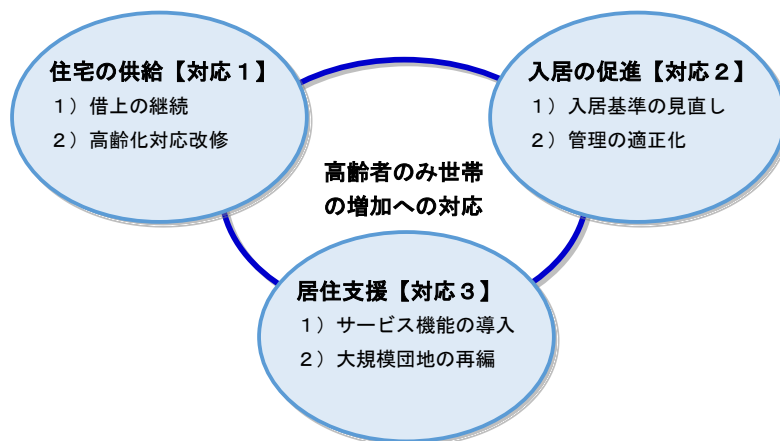 住宅の供給【対応１】
１）借上の継続
２）高齢化対応改修
入居の促進【対応２】
１）入居基準の見直し
２）管理の適正化
高齢者のみ世帯
の増加への対応
居住支援【対応３】
１）サービス機能の導入
２）大規模団地の再編